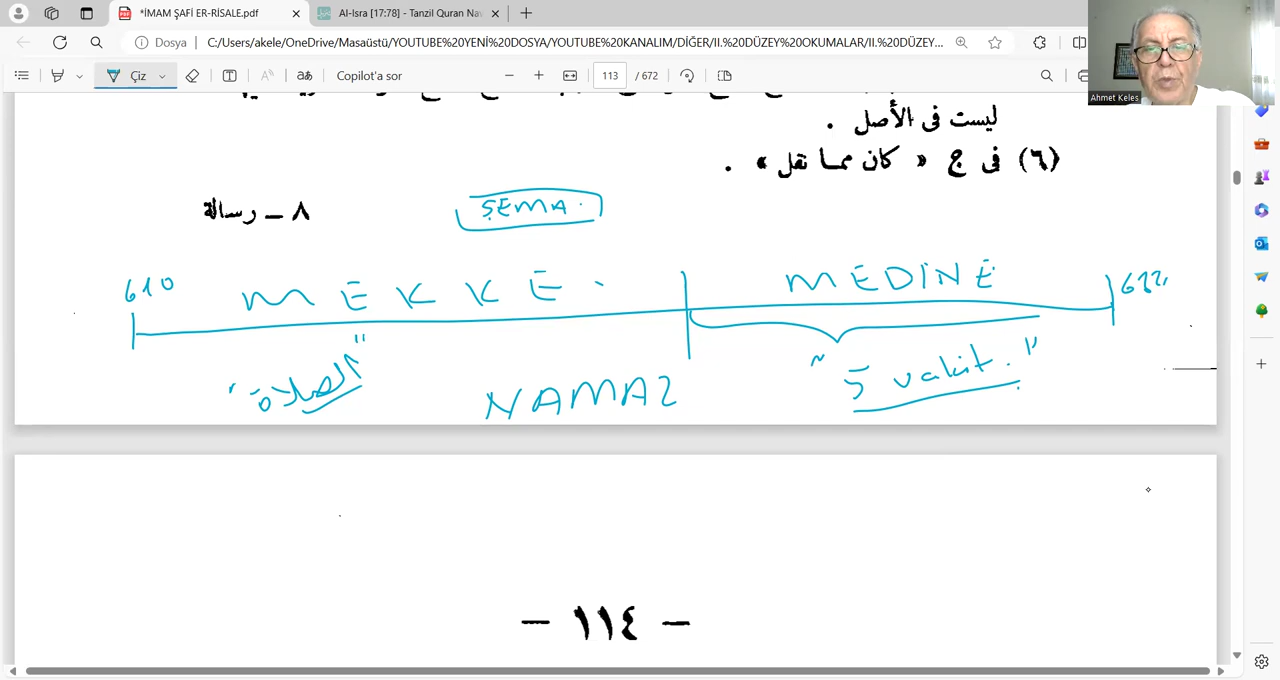 *İMAM ŞAFİ ER-RİSALE.pdf
Al-Isra [17:78] - Tanzil Quran Nav
Dosya
C:/Users/akele/OneDrive/Masaüstü/YOUTUBE%20YENİ%20DOSYA/YOUTUBE%20KANALIM/DİĞER/II.%20DÜZEY%20OKUMALAR/II.%20DÜZEY...
Çiz
Copilot'a sor
113 / 672
Ahmet Keles
ليست فى الأصل .
(٦) فى ج « كان مما نقل » .
٨ – رسالة
ŞEMA.
610 MEKKE. MEDİNE 622
"الصلاة" NAMAZ "5 vakit."
– ١١٤ –